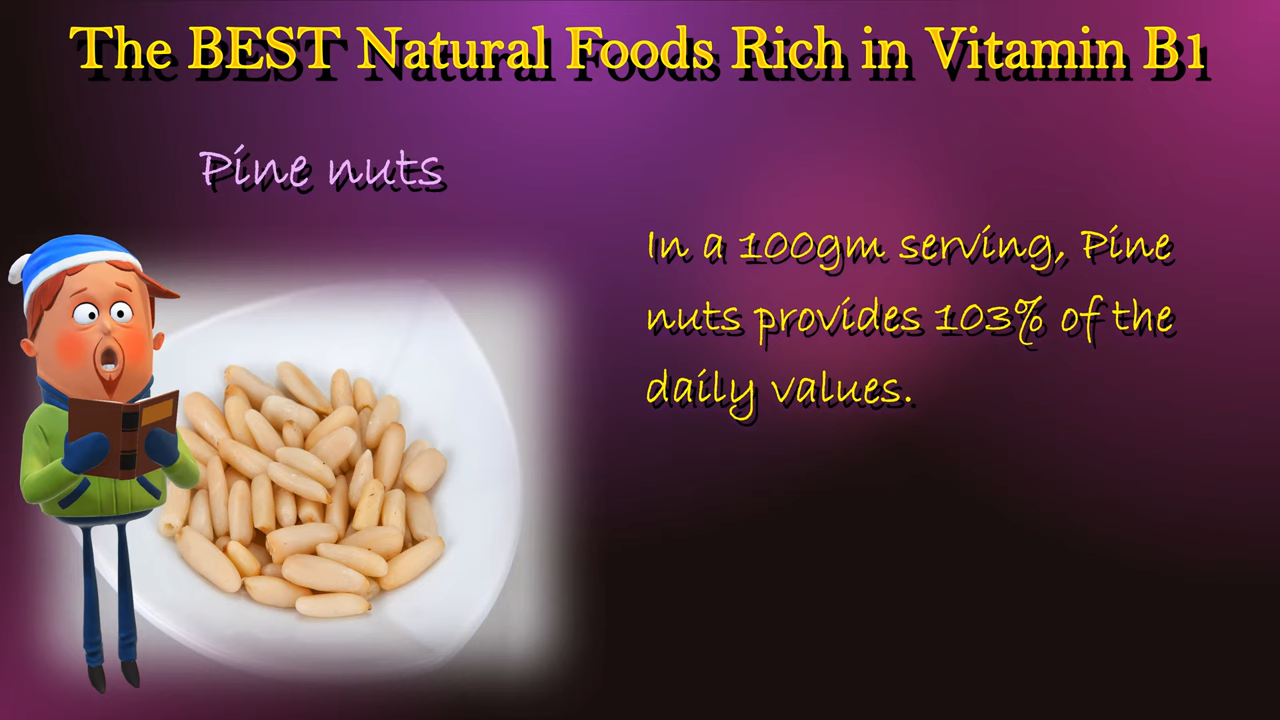 The BEST Natural Foods Rich in Vitamin B1
Pine nuts
In a 100gm serving, Pine
nuts provides 103% of the
daily values.